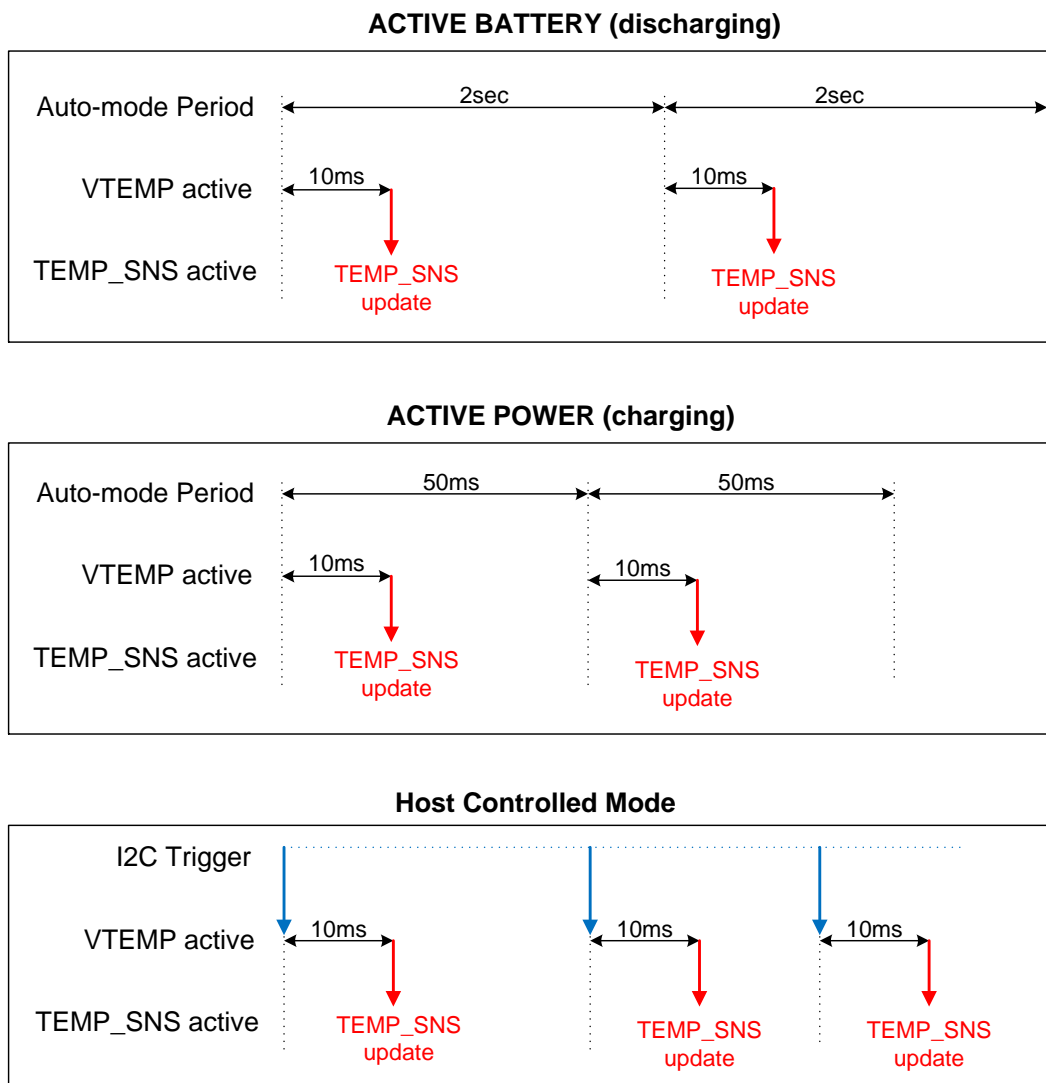 ACTIVE BATTERY (discharging)
Auto-mode Period
2sec
2sec
VTEMP active
10ms
10ms
TEMP_SNS active
TEMP_SNS
update
TEMP_SNS
update
ACTIVE POWER (charging)
Auto-mode Period
50ms
50ms
VTEMP active
10ms
10ms
TEMP_SNS active
TEMP_SNS
update
TEMP_SNS
update
Host Controlled Mode
I2C Trigger
VTEMP active
10ms
10ms
10ms
TEMP_SNS active
TEMP_SNS
update
TEMP_SNS
update
TEMP_SNS
update